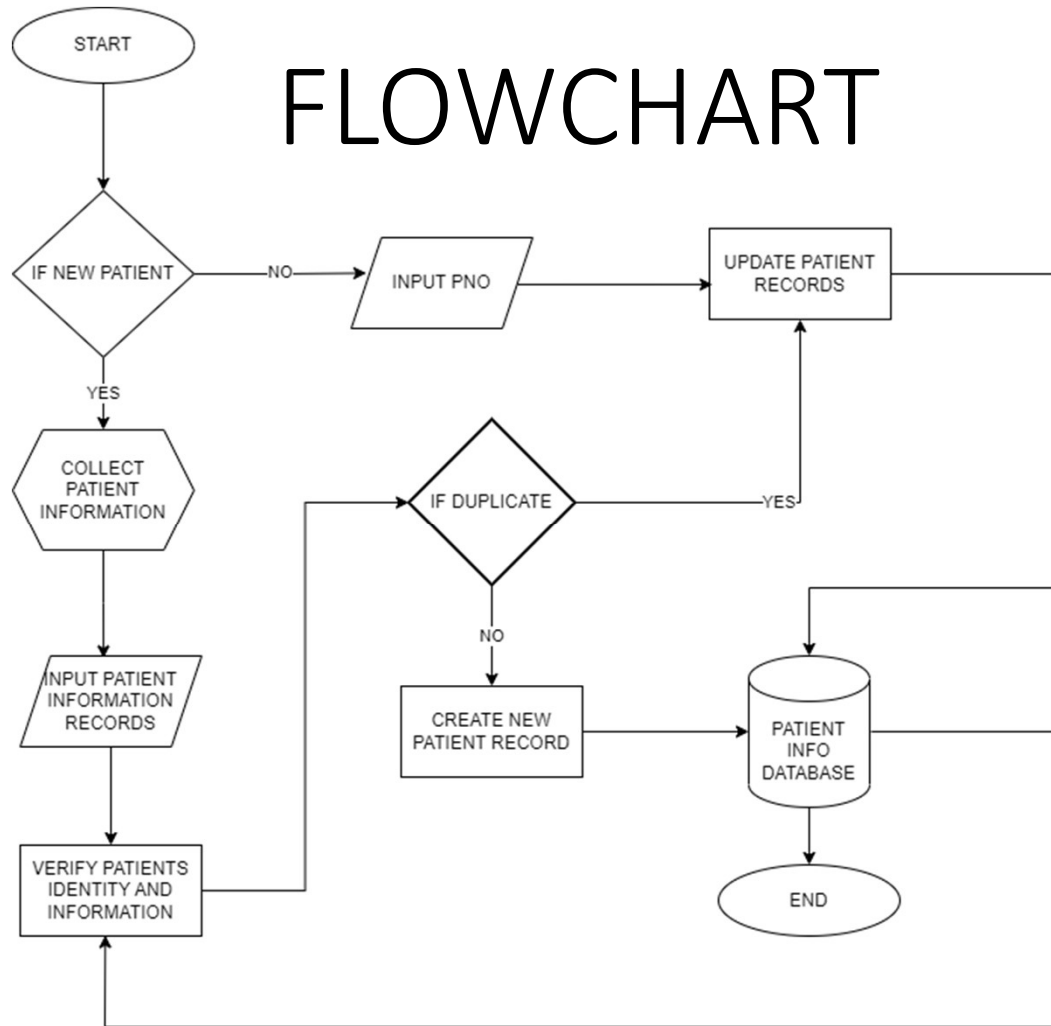 START
FLOWCHART
IF NEW PATIENT
NO
INPUT PNO
UPDATE PATIENT
RECORDS
YES
COLLECT
PATIENT
INFORMATION
IF DUPLICATE
YES
NO
INPUT PATIENT
INFORMATION
RECORDS
CREATE NEW
PATIENT RECORD
PATIENT
INFO
DATABASE
VERIFY PATIENTS
IDENTITY AND
INFORMATION
END